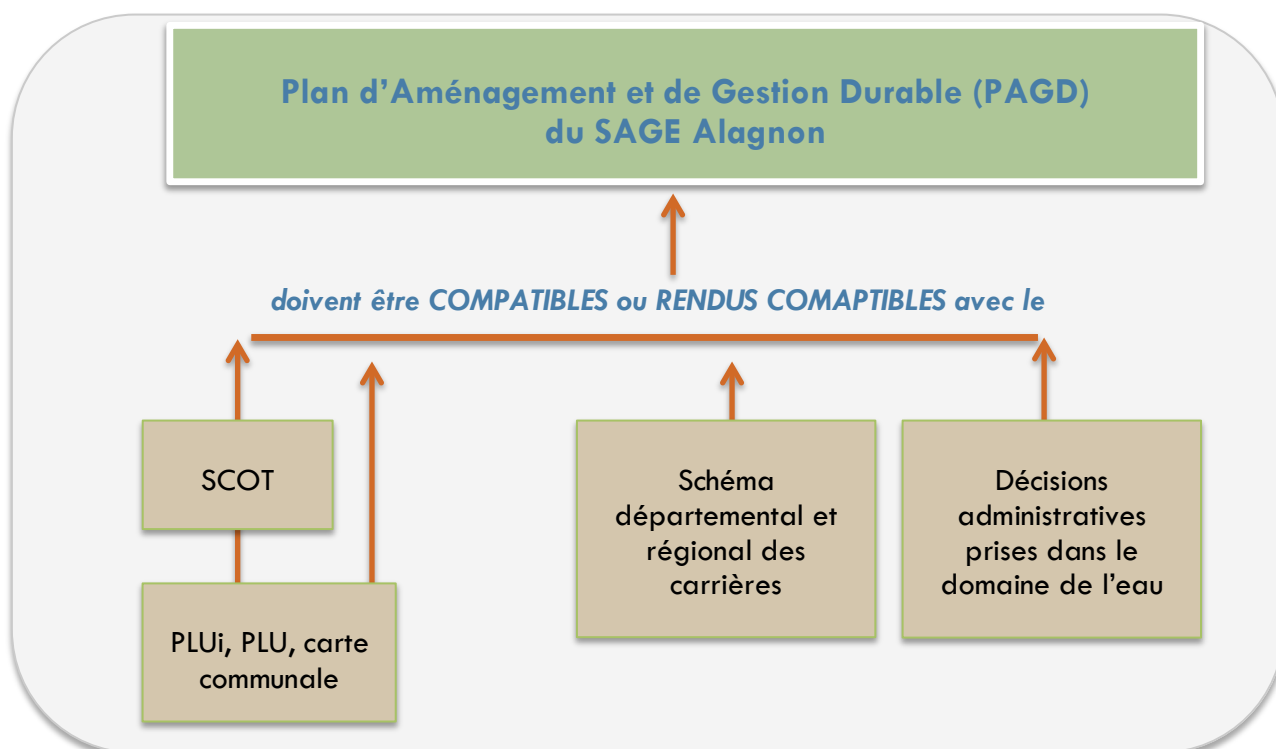 Plan d’Aménagement et de Gestion Durable (PAGD)
du SAGE Alagnon
doivent être COMPATIBLES ou RENDUS COMAPTIBLES avec le
SCOT
PLUi, PLU, carte
communale
Schéma
départemental et
régional des
carrières
Décisions
administratives
prises dans le
domaine de l’eau